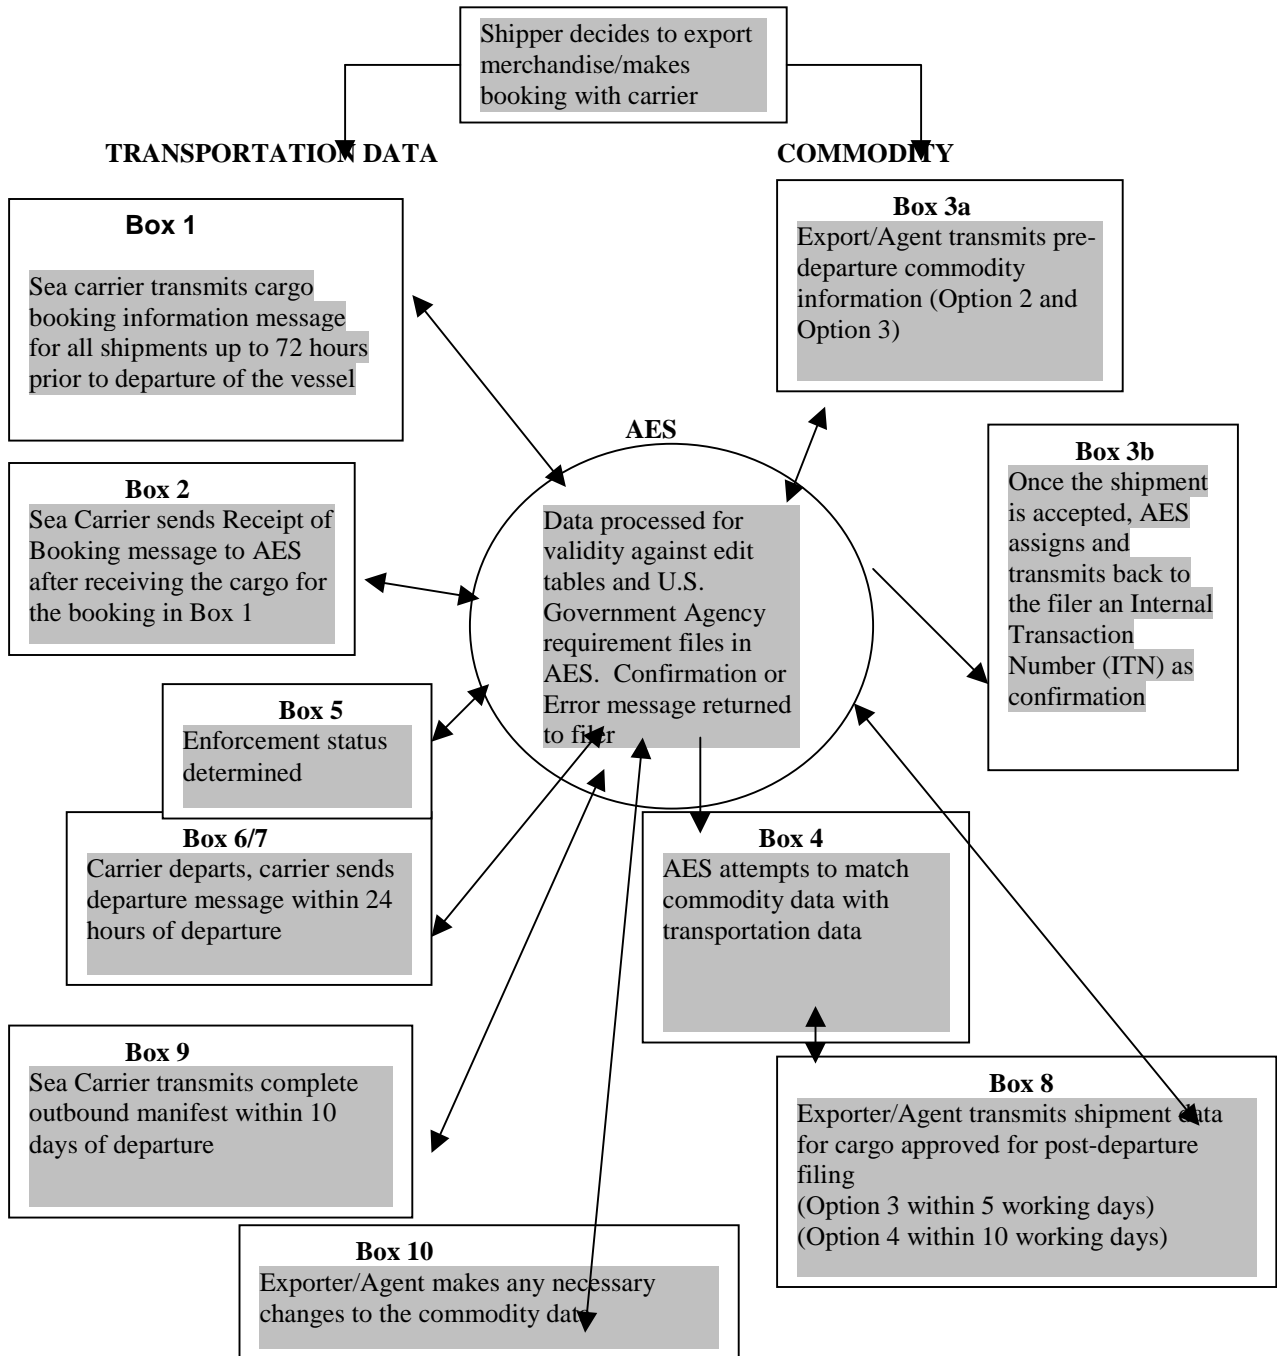 Shipper decides to export
merchandise/makes
booking with carrier
TRANSPORTATION DATA
COMMODITY
Box 1
Sea carrier transmits cargo
booking information message
for all shipments up to 72 hours
prior to departure of the vessel
Box 3a
Export/Agent transmits pre-
departure commodity
information (Option 2 and
Option 3)
AES
Data processed for
validity against edit
tables and U.S.
Government Agency
requirement files in
AES.  Confirmation or
Error message returned
to filer
Box 2
Sea Carrier sends Receipt of
Booking message to AES
after receiving the cargo for
the booking in Box 1
Box 3b
Once the shipment
is accepted, AES
assigns and
transmits back to
the filer an Internal
Transaction
Number (ITN) as
confirmation
Box 5
Enforcement status
determined
Box 6/7
Carrier departs, carrier sends
departure message within 24
hours of departure
Box 4
AES attempts to match
commodity data with
transportation data
Box 9
Sea Carrier transmits complete
outbound manifest within 10
days of departure
Box 8
Exporter/Agent transmits shipment data
for cargo approved for post-departure
filing
(Option 3 within 5 working days)
(Option 4 within 10 working days)
Box 10
Exporter/Agent makes any necessary
changes to the commodity data